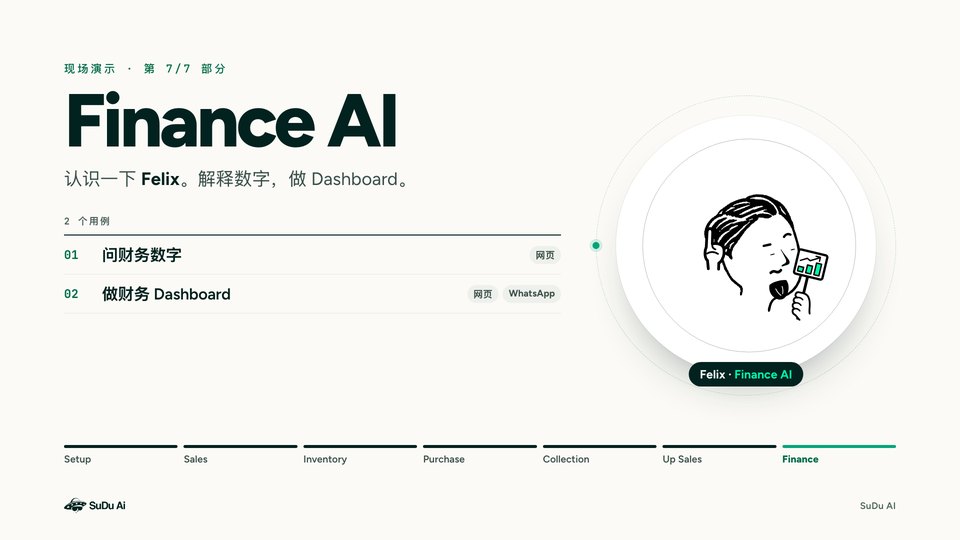 现场演示 · 第 7/7 部分
Finance AI
认识一下 Felix。解释数字，做 Dashboard。
2 个用例
01 问财务数字 网页
02 做财务 Dashboard 网页 WhatsApp
Felix · Finance AI
Setup Sales Inventory Purchase Collection Up Sales Finance
SuDu Ai
SuDu AI